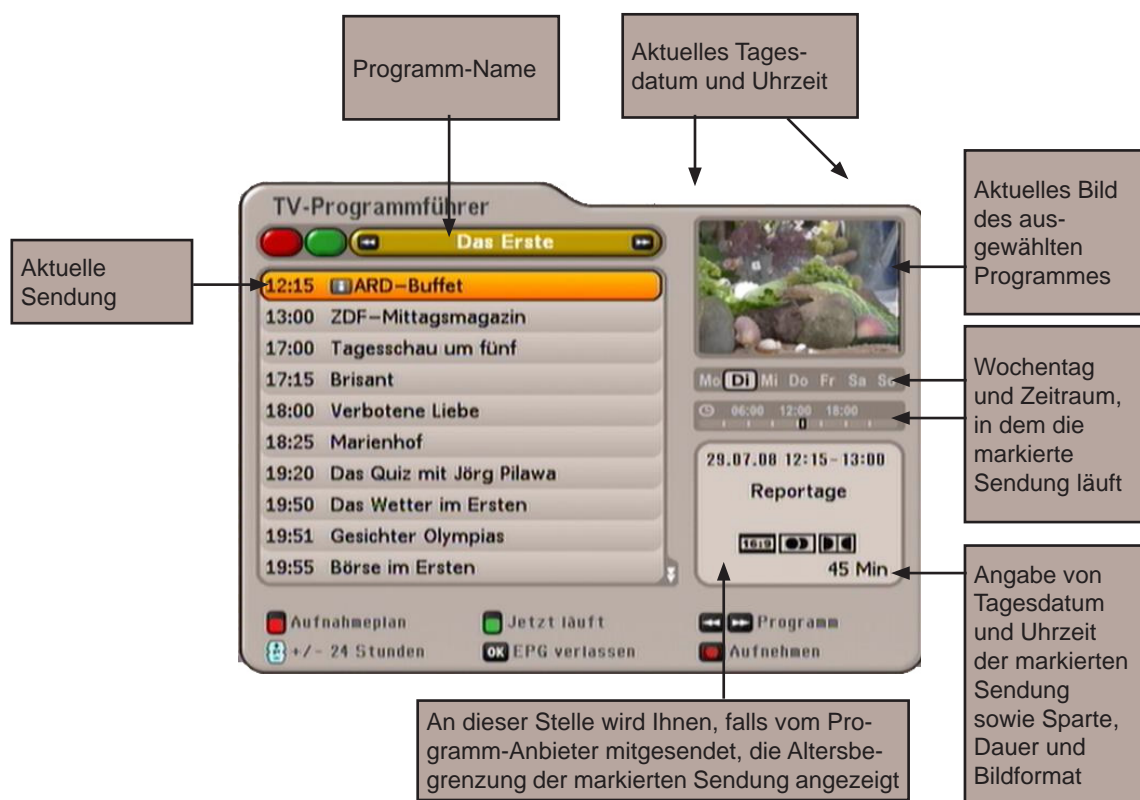 Programm-Name
Aktuelles Tages-
datum und Uhrzeit
Aktuelle
Sendung
TV-Programmführer
Das Erste
12:15 ARD-Buffet
13:00 ZDF-Mittagsmagazin
17:00 Tagesschau um fünf
17:15 Brisant
18:00 Verbotene Liebe
18:25 Marienhof
19:20 Das Quiz mit Jörg Pilawa
19:50 Das Wetter im Ersten
19:51 Gesichter Olympias
19:55 Börse im Ersten
Mo Di Mi Do Fr Sa So
06:00 12:00 18:00
29.07.08 12:15-13:00
Reportage
16:9
45 Min
Aufnahmeplan
Jetzt läuft
Programm
+/- 24 Stunden
OK EPG verlassen
Aufnehmen
Aktuelles Bild
des aus-
gewählten
Programmes
Wochentag
und Zeitraum,
in dem die
markierte
Sendung läuft
Angabe von
Tagesdatum
und Uhrzeit
der markierten
Sendung
sowie Sparte,
Dauer und
Bildformat
An dieser Stelle wird Ihnen, falls vom Pro-
gramm-Anbieter mitgesendet, die Altersbe-
grenzung der markierten Sendung angezeigt